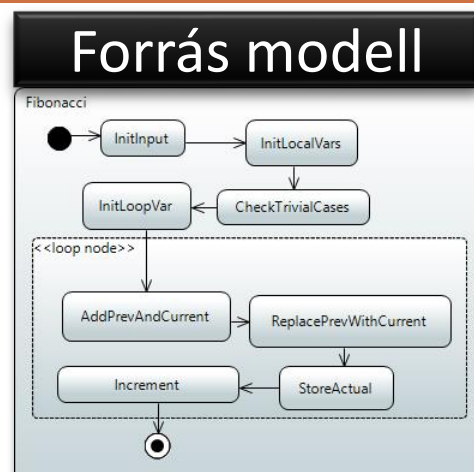 Forrás modell
Fibonacci
InitInput
InitLocalVars
InitLoopVar
CheckTrivialCases
<<loop node>>
AddPrevAndCurrent
ReplacePrevWithCurrent
Increment
StoreActual